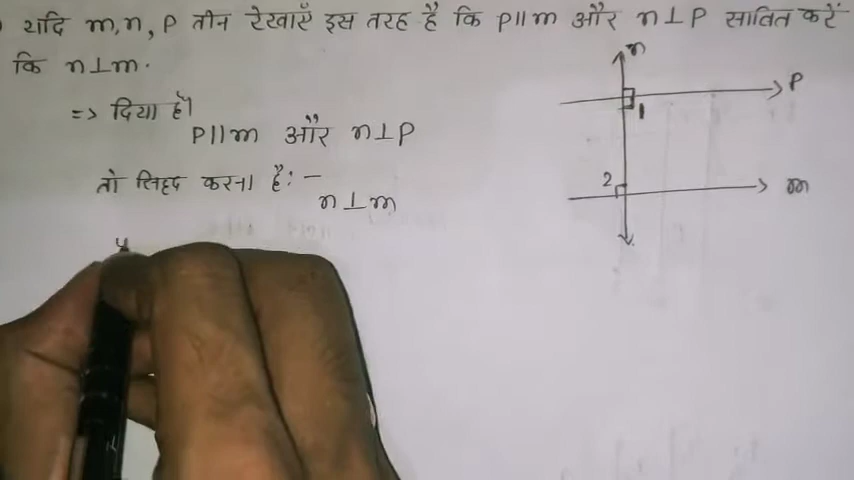 यदि m, n, P तीन रेखाएँ इस तरह है कि P||m और n⊥P साबित करें
कि n⊥m.
=> दिया है।
P||m और n⊥P
तो सिद्द करना है: -
n⊥m
n
P
1
2
m